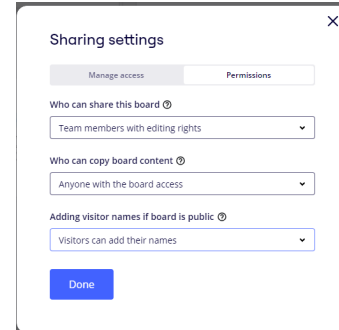 Sharing settings
Manage access
Permissions
Who can share this board
Team members with editing rights
Who can copy board content
Anyone with the board access
Adding visitor names if board is public
Visitors can add their names
Done